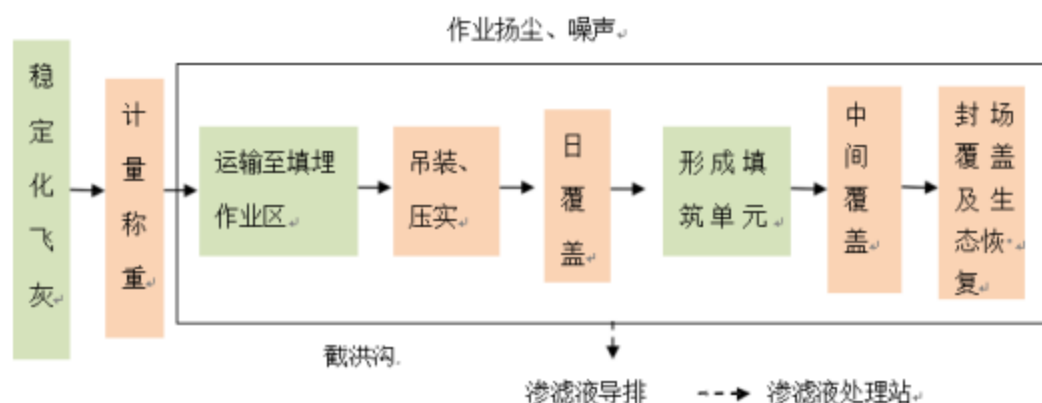 作业扬尘、噪声
稳定化飞灰
计量称重
运输至填埋
作业区
吊装、
压实
日覆盖
形成填
筑单元
中间覆盖
封场
覆盖
及生
态恢
复
截洪沟
渗滤液导排
渗滤液处理站